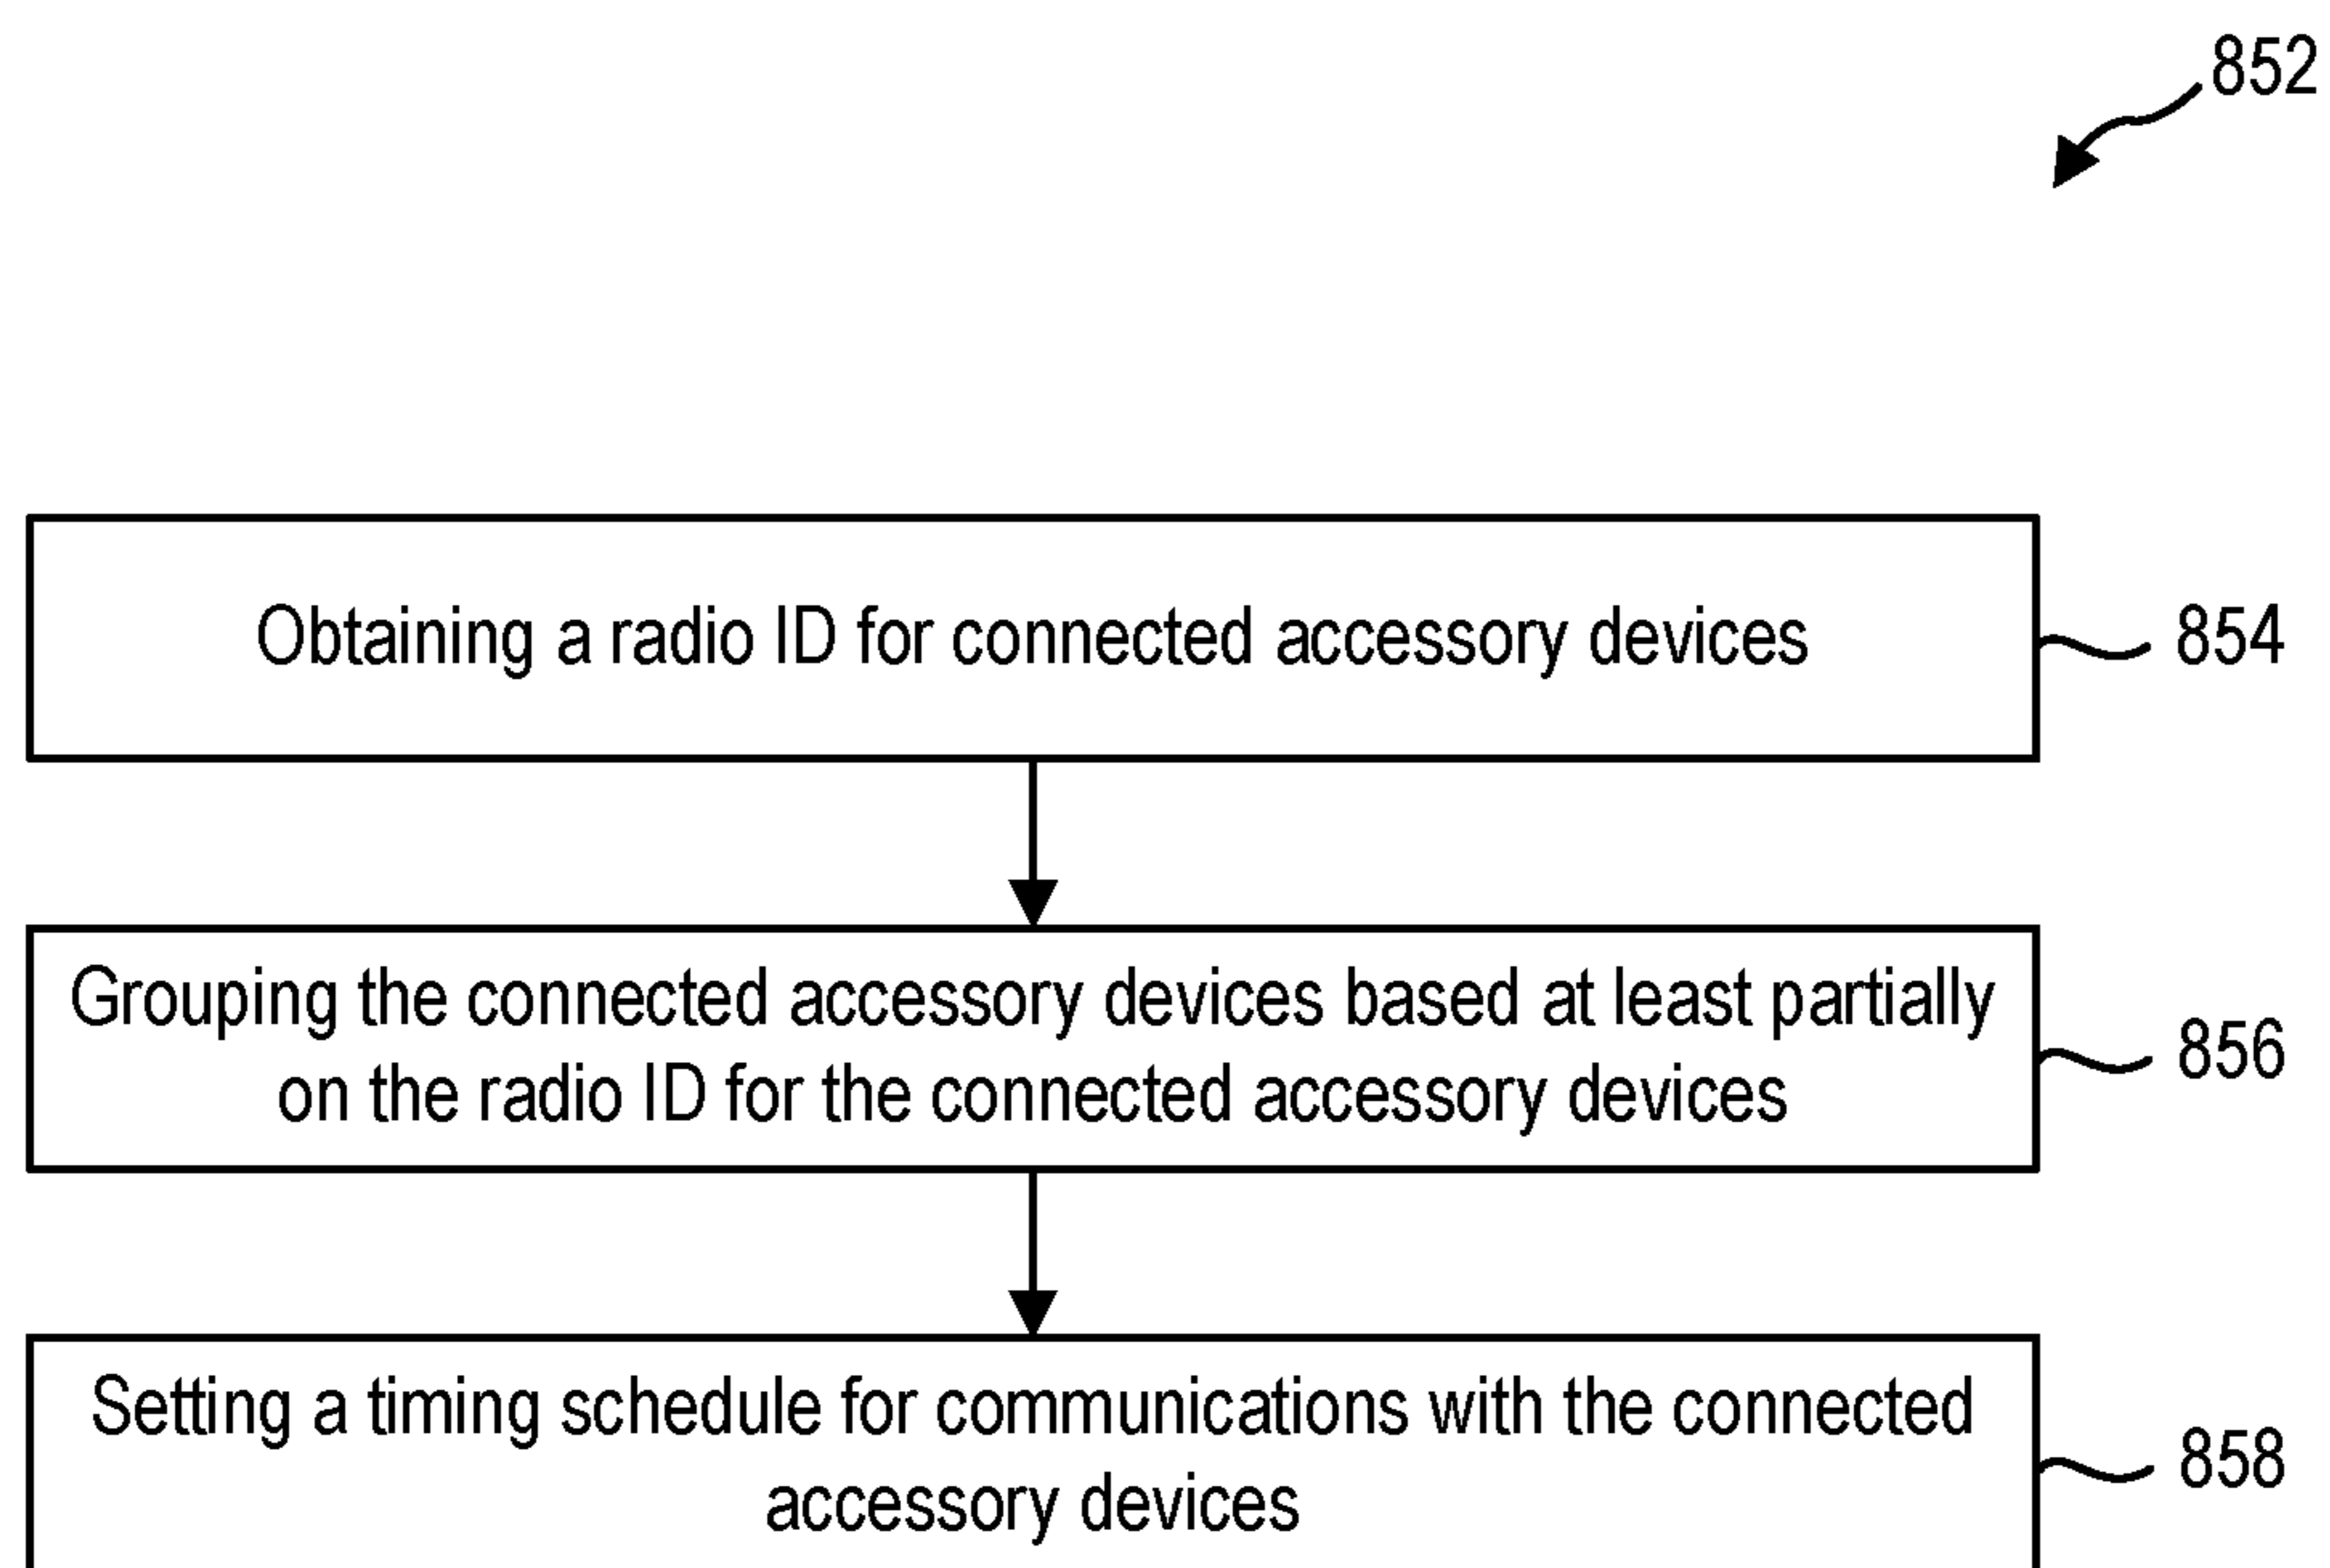 852
Obtaining a radio ID for connected accessory devices
854
Grouping the connected accessory devices based at least partially
on the radio ID for the connected accessory devices
856
Setting a timing schedule for communications with the connected
accessory devices
858